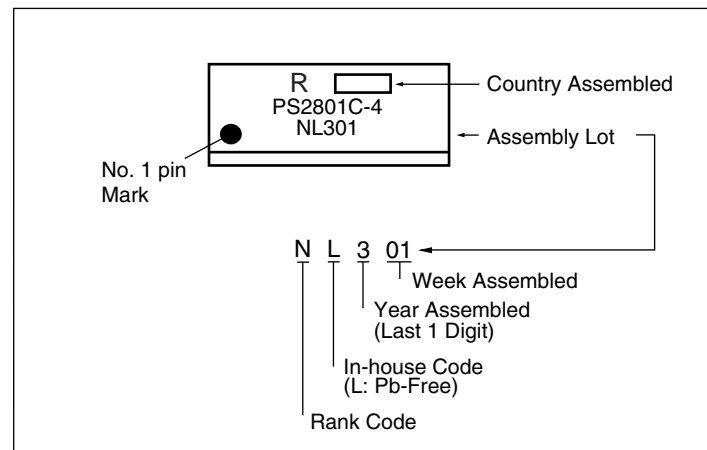 R
Country Assembled
PS2801C-4
NL301
Assembly Lot
No. 1 pin
Mark
N L 3 01
Week Assembled
Year Assembled
(Last 1 Digit)
In-house Code
(L: Pb-Free)
Rank Code